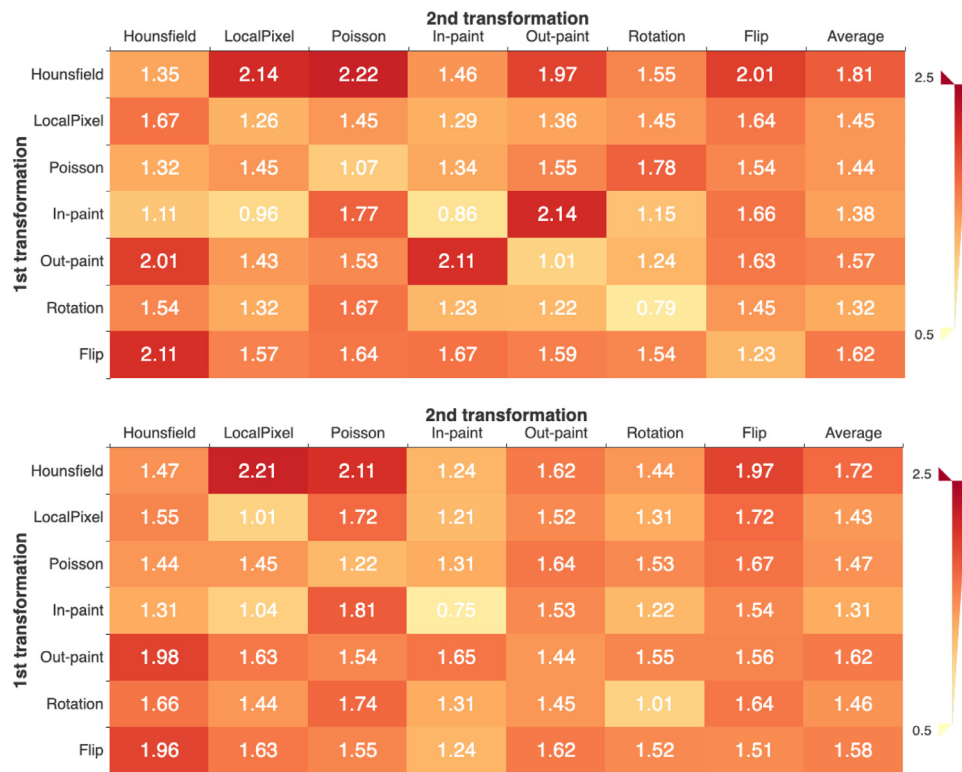 2nd transformation
Hounsfield LocalPixel Poisson In-paint Out-paint Rotation Flip Average
1st transformation
Hounsfield 1.35 2.14 2.22 1.46 1.97 1.55 2.01 1.81
LocalPixel 1.67 1.26 1.45 1.29 1.36 1.45 1.64 1.45
Poisson 1.32 1.45 1.07 1.34 1.55 1.78 1.54 1.44
In-paint 1.11 0.96 1.77 0.86 2.14 1.15 1.66 1.38
Out-paint 2.01 1.43 1.53 2.11 1.01 1.24 1.63 1.57
Rotation 1.54 1.32 1.67 1.23 1.22 0.79 1.45 1.32
Flip 2.11 1.57 1.64 1.67 1.59 1.54 1.23 1.62
2.5
0.5
2nd transformation
Hounsfield LocalPixel Poisson In-paint Out-paint Rotation Flip Average
1st transformation
Hounsfield 1.47 2.21 2.11 1.24 1.62 1.44 1.97 1.72
LocalPixel 1.55 1.01 1.72 1.21 1.52 1.31 1.72 1.43
Poisson 1.44 1.45 1.22 1.31 1.64 1.53 1.67 1.47
In-paint 1.31 1.04 1.81 0.75 1.53 1.22 1.54 1.31
Out-paint 1.98 1.63 1.54 1.65 1.44 1.55 1.56 1.62
Rotation 1.66 1.44 1.74 1.31 1.45 1.01 1.64 1.46
Flip 1.96 1.63 1.55 1.24 1.62 1.52 1.51 1.58
2.5
0.5